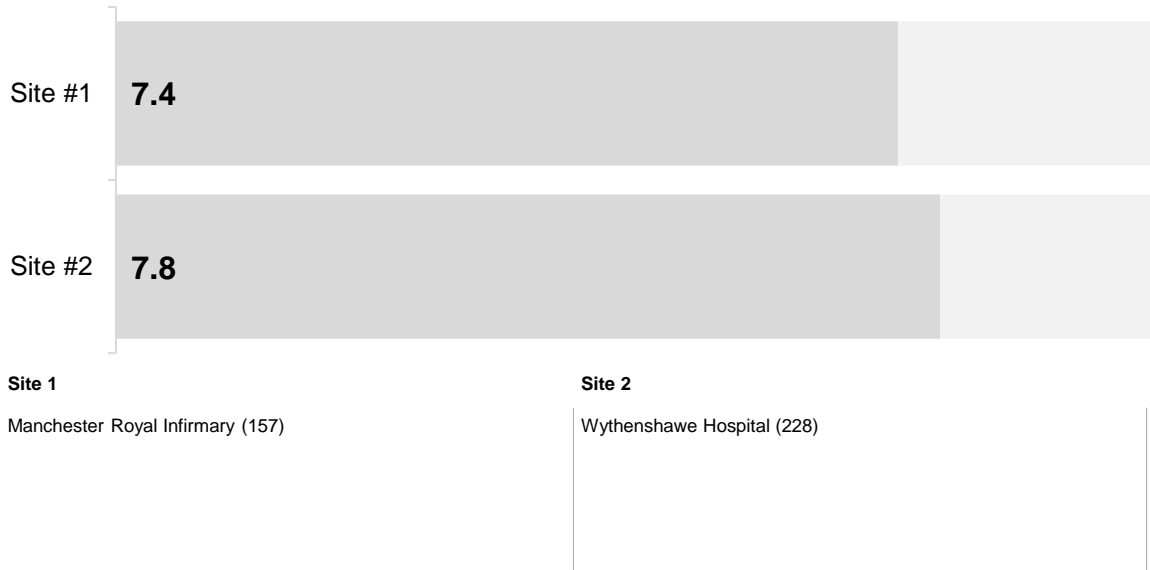 Site #1
7.4
Site #2
7.8
Site 1
Site 2
Manchester Royal Infirmary (157)
Wythenshawe Hospital (228)